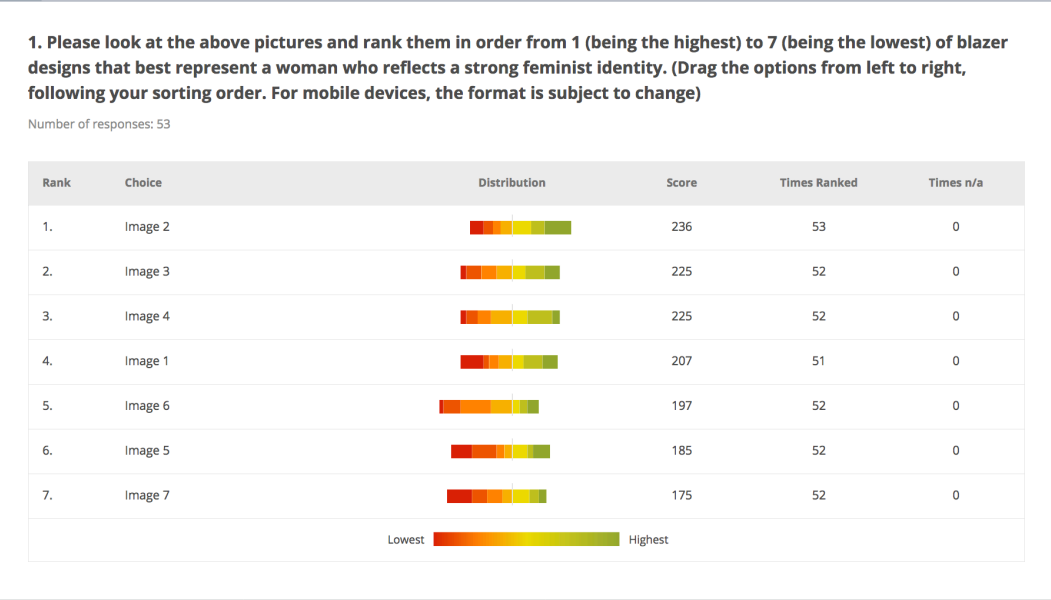 1. Please look at the above pictures and rank them in order from 1 (being the highest) to 7 (being the lowest) of blazer
designs that best represent a woman who reflects a strong feminist identity. (Drag the options from left to right,
following your sorting order. For mobile devices, the format is subject to change)
Number of responses: 53
Rank Choice Distribution Score Times Ranked Times n/a
1. Image 2 236 53 0
2. Image 3 225 52 0
3. Image 4 225 52 0
4. Image 1 207 51 0
5. Image 6 197 52 0
6. Image 5 185 52 0
7. Image 7 175 52 0
Lowest Highest